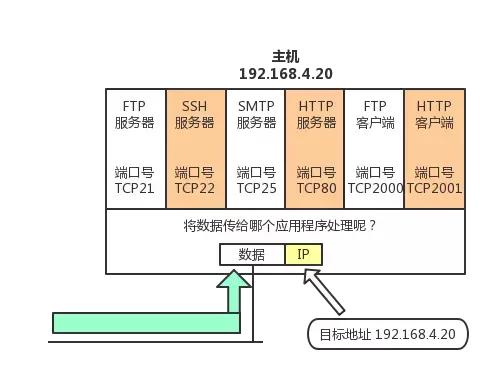 主机
192.168.4.20
FTP
服务器
SSH
服务器
SMTP
服务器
HTTP
服务器
FTP
客户端
HTTP
客户端
端口号
TCP21
端口号
TCP22
端口号
TCP25
端口号
TCP80
端口号
TCP2000
端口号
TCP2001
将数据传给哪个应用程序处理呢？
数据
IP
目标地址 192.168.4.20